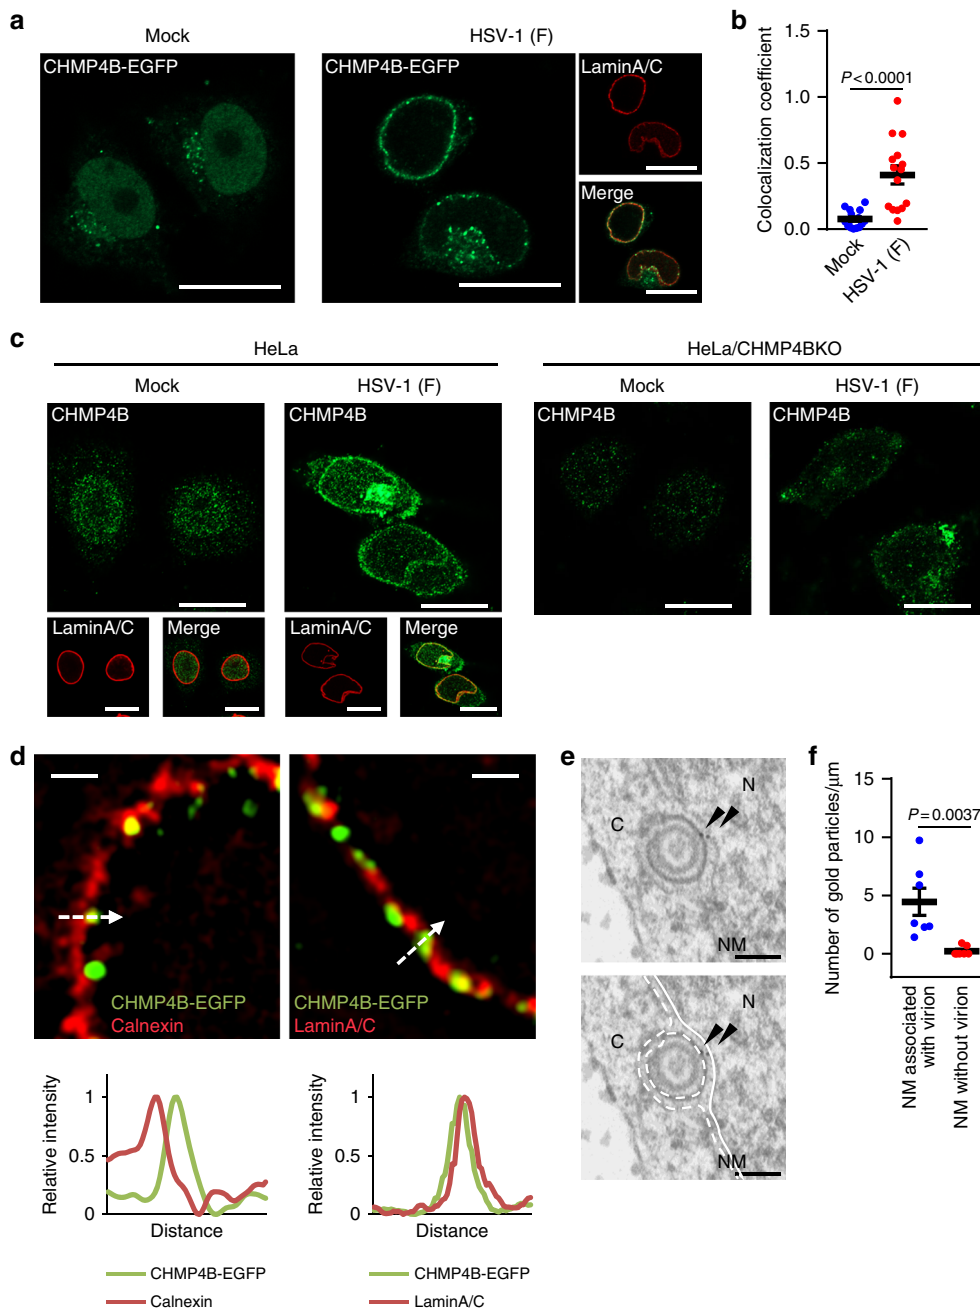 a
Mock
HSV-1 (F)
CHMP4B-EGFP
CHMP4B-EGFP
LaminA/C
Merge
b
Colocalization coefficient
1.5
1.0
0.5
0.0
P < 0.0001
Mock
HSV-1 (F)
c
HeLa
HeLa/CHMP4BKO
Mock
HSV-1 (F)
Mock
HSV-1 (F)
CHMP4B
CHMP4B
CHMP4B
CHMP4B
LaminA/C
Merge
LaminA/C
Merge
d
CHMP4B-EGFP
Calnexin
CHMP4B-EGFP
LaminA/C
Relative intensity
1
0.5
0
Distance
CHMP4B-EGFP
Calnexin
Relative intensity
1
0.5
0
Distance
CHMP4B-EGFP
LaminA/C
e
N
C
NM
N
C
NM
f
Number of gold particles/μm
15
10
5
0
P = 0.0037
NM associated
with virion
NM without virion